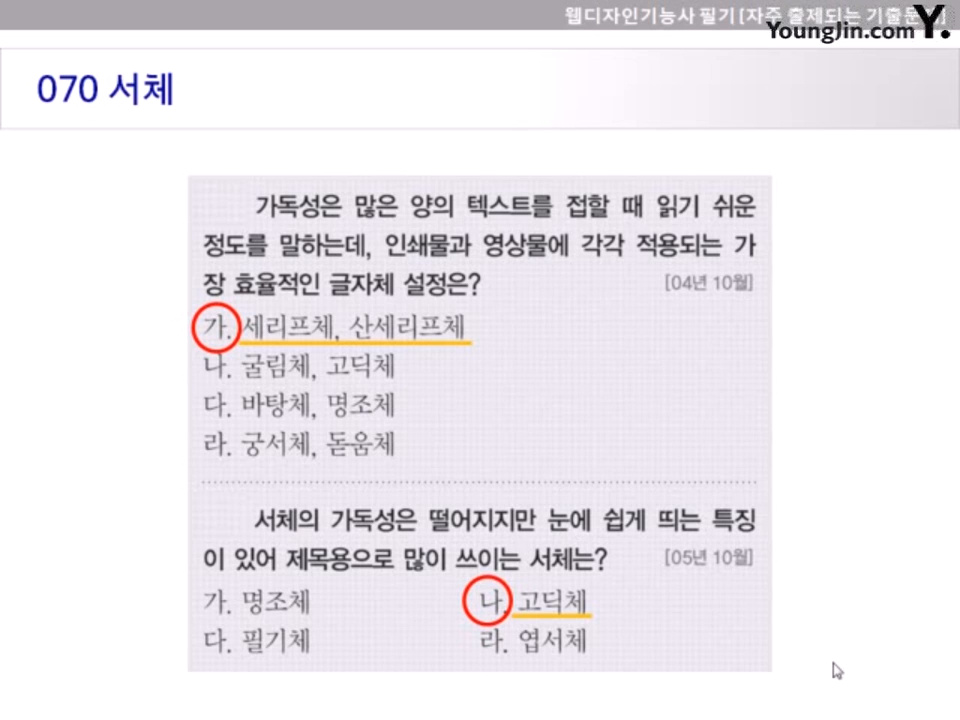 웹디자인기능사 필기 [자주 출제되는 기출문제]
YoungJin.com Y.
070 서체
가독성은 많은 양의 텍스트를 접할 때 읽기 쉬운
정도를 말하는데, 인쇄물과 영상물에 각각 적용되는 가
장 효율적인 글자체 설정은? [04년 10월]
가. 세리프체, 산세리프체
나. 굴림체, 고딕체
다. 바탕체, 명조체
라. 궁서체, 돋움체
서체의 가독성은 떨어지지만 눈에 쉽게 띄는 특징
이 있어 제목용으로 많이 쓰이는 서체는? [05년 10월]
가. 명조체 나. 고딕체
다. 필기체 라. 엽서체